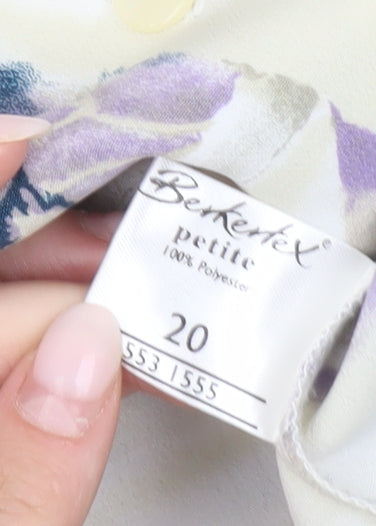 Berkertex®
petite
100% Polyester
20
553 1555